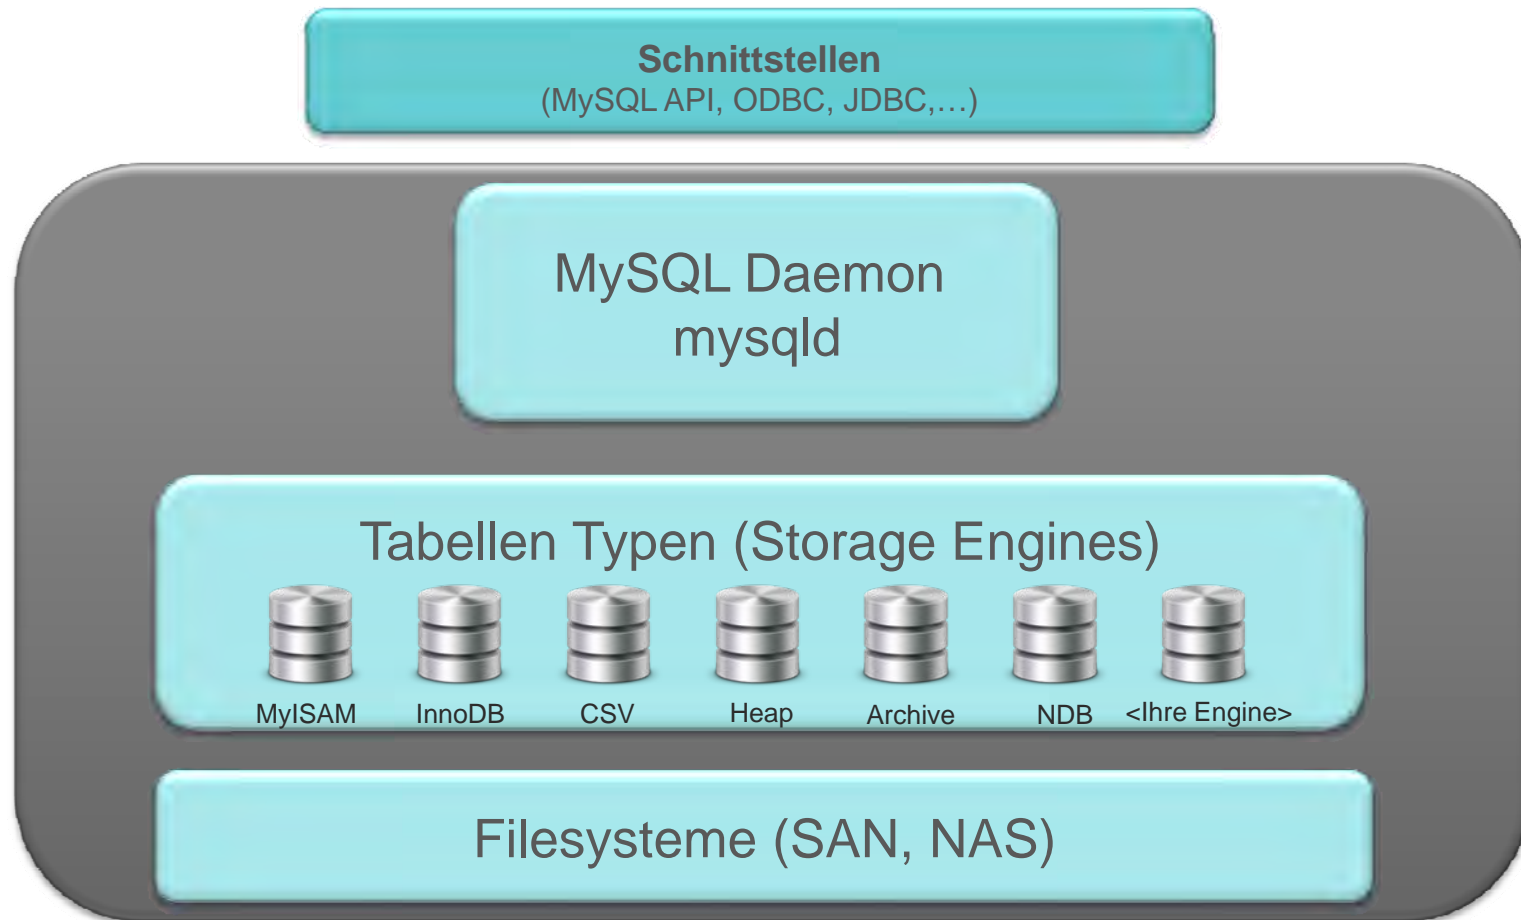 Schnittstellen
(MySQL API, ODBC, JDBC,...)
MySQL Daemon
mysqld
Tabellen Typen (Storage Engines)
MyISAM InnoDB CSV Heap Archive NDB <Ihre Engine>
Filesysteme (SAN, NAS)